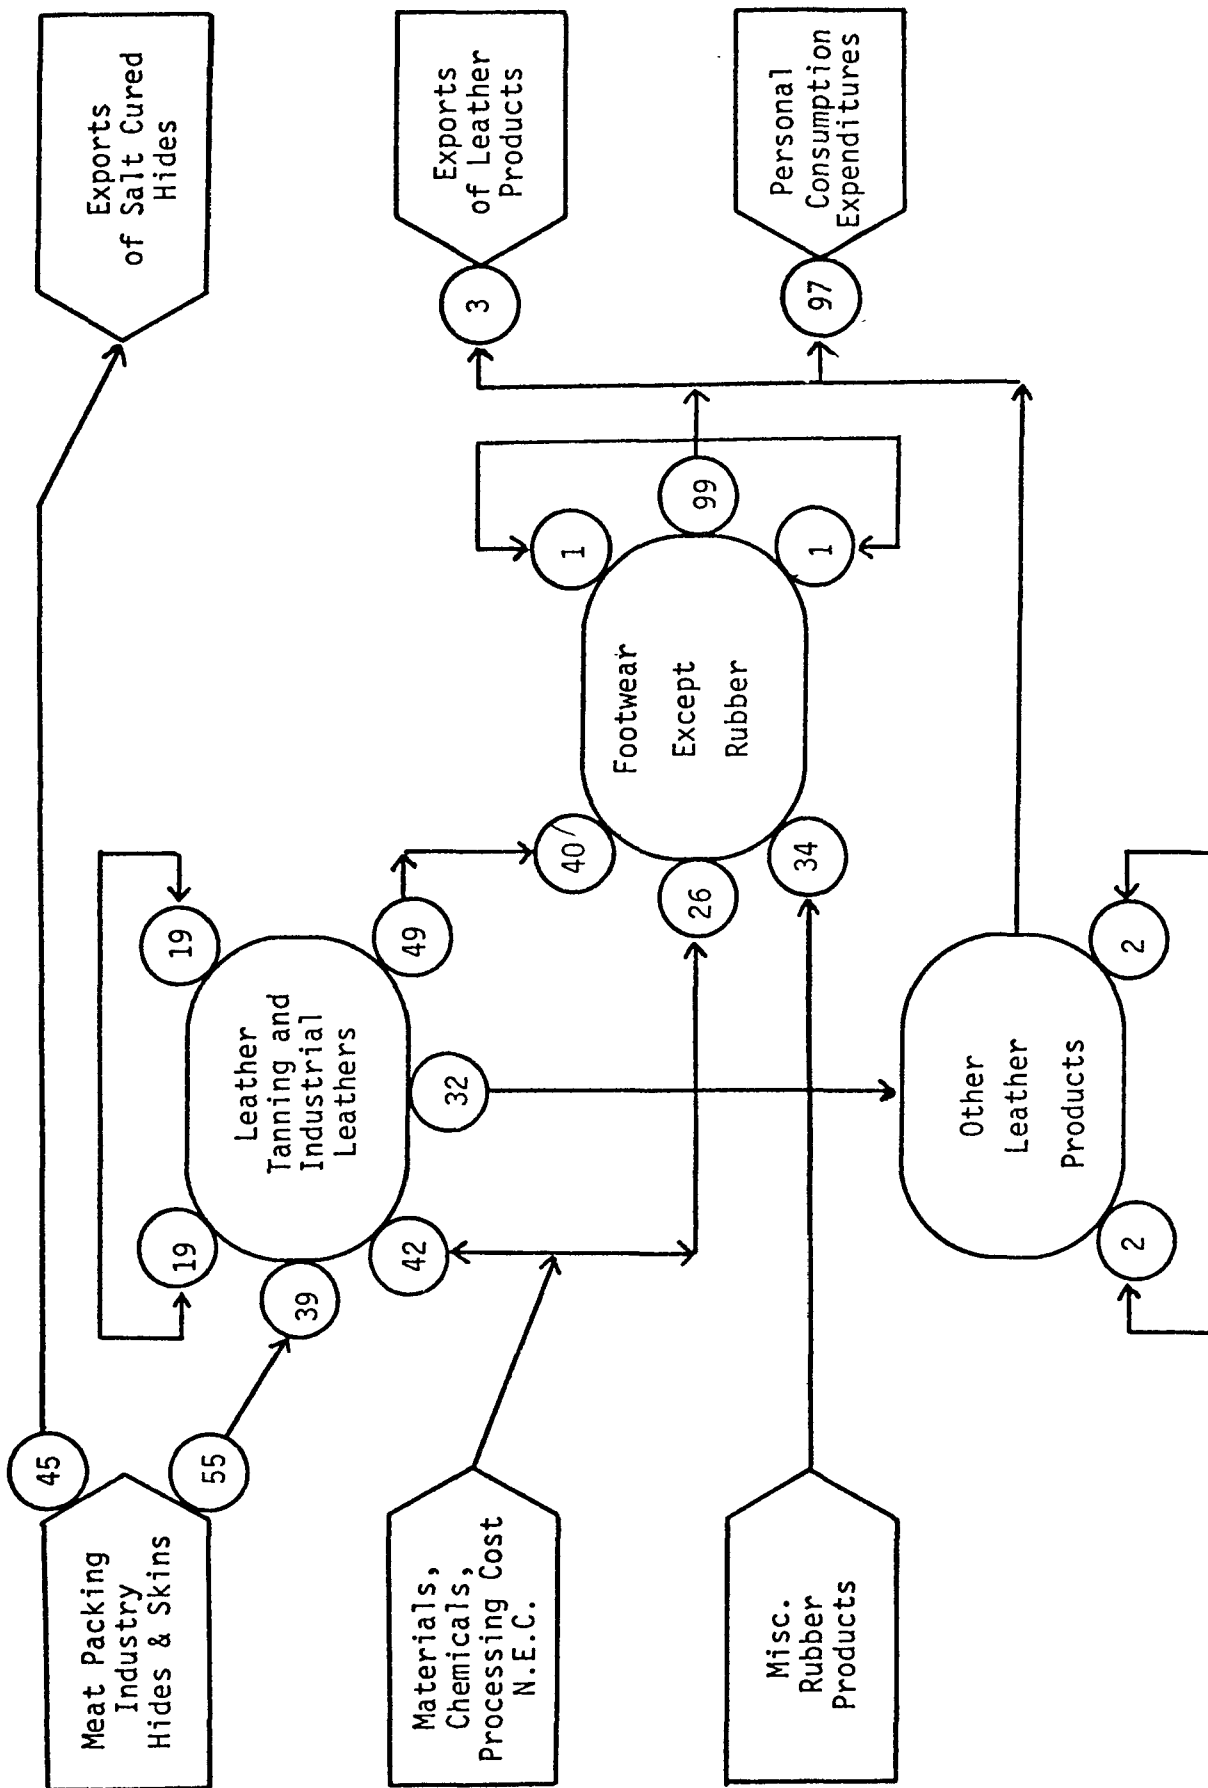 Meat Packing
Industry
Hides & Skins
45
55
Exports
of Salt Cured
Hides
19
19
39
Leather
Tanning and
Industrial
Leathers
42
32
49
Materials,
Chemicals,
Processing Cost
N.E.C.
40
26
34
Footwear
Except
Rubber
1
99
1
3
Exports
of Leather
Products
97
Personal
Consumption
Expenditures
Misc.
Rubber
Products
Other
Leather
Products
2
2